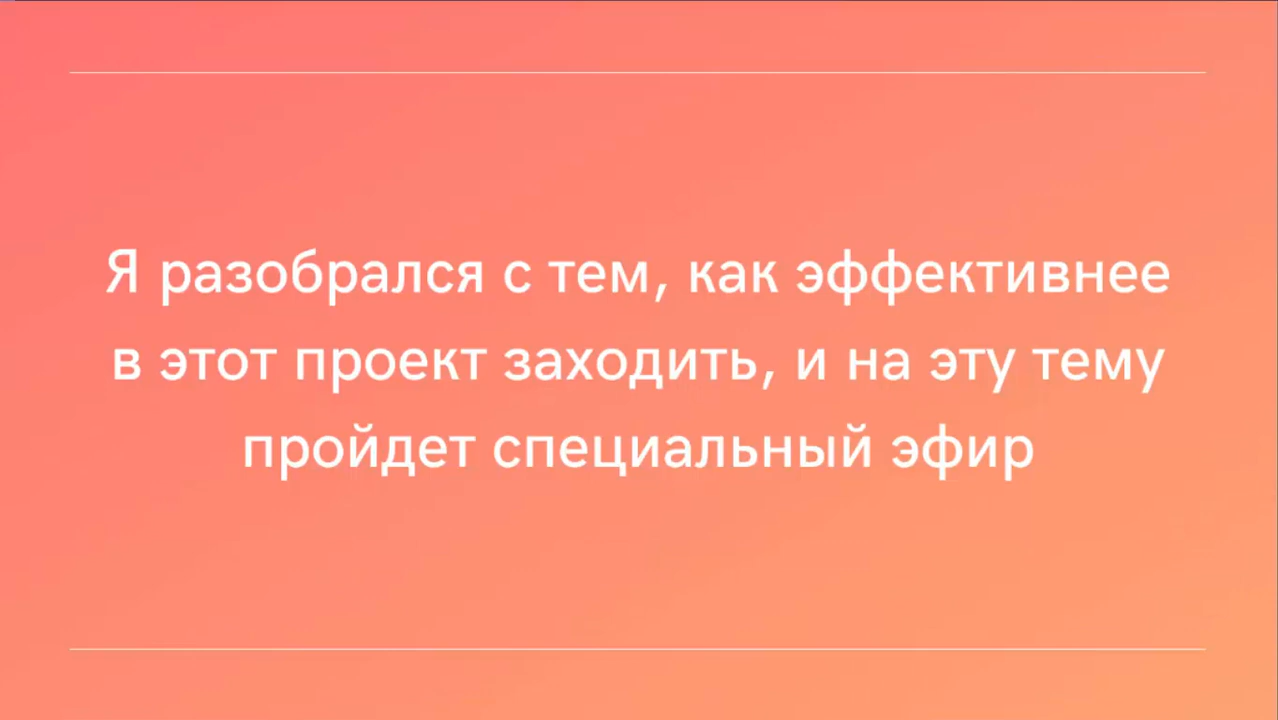 Я разобрался с тем, как эффективнее
в этот проект заходить, и на эту тему
пройдет специальный эфир